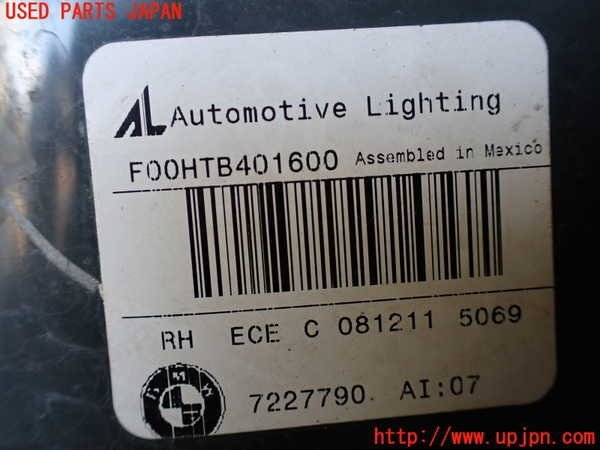 USED PARTS JAPAN
AL Automotive Lighting
F00HTB401600 Assembled in Mexico
RH ECE C 081211 5069
BMW
7227790 AI:07
http://www.upjpn.com